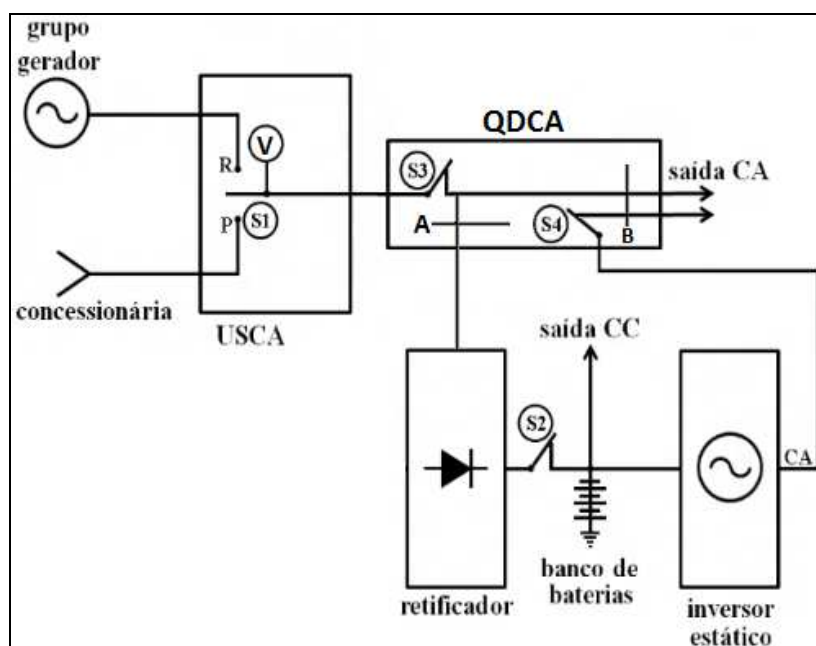 grupo
gerador
R
V
P
S1
concessionária
USCA
QDCA
S3
saída CA
A
S4
B
saída CC
S2
CA
retificador
banco de
baterias
inversor
estático